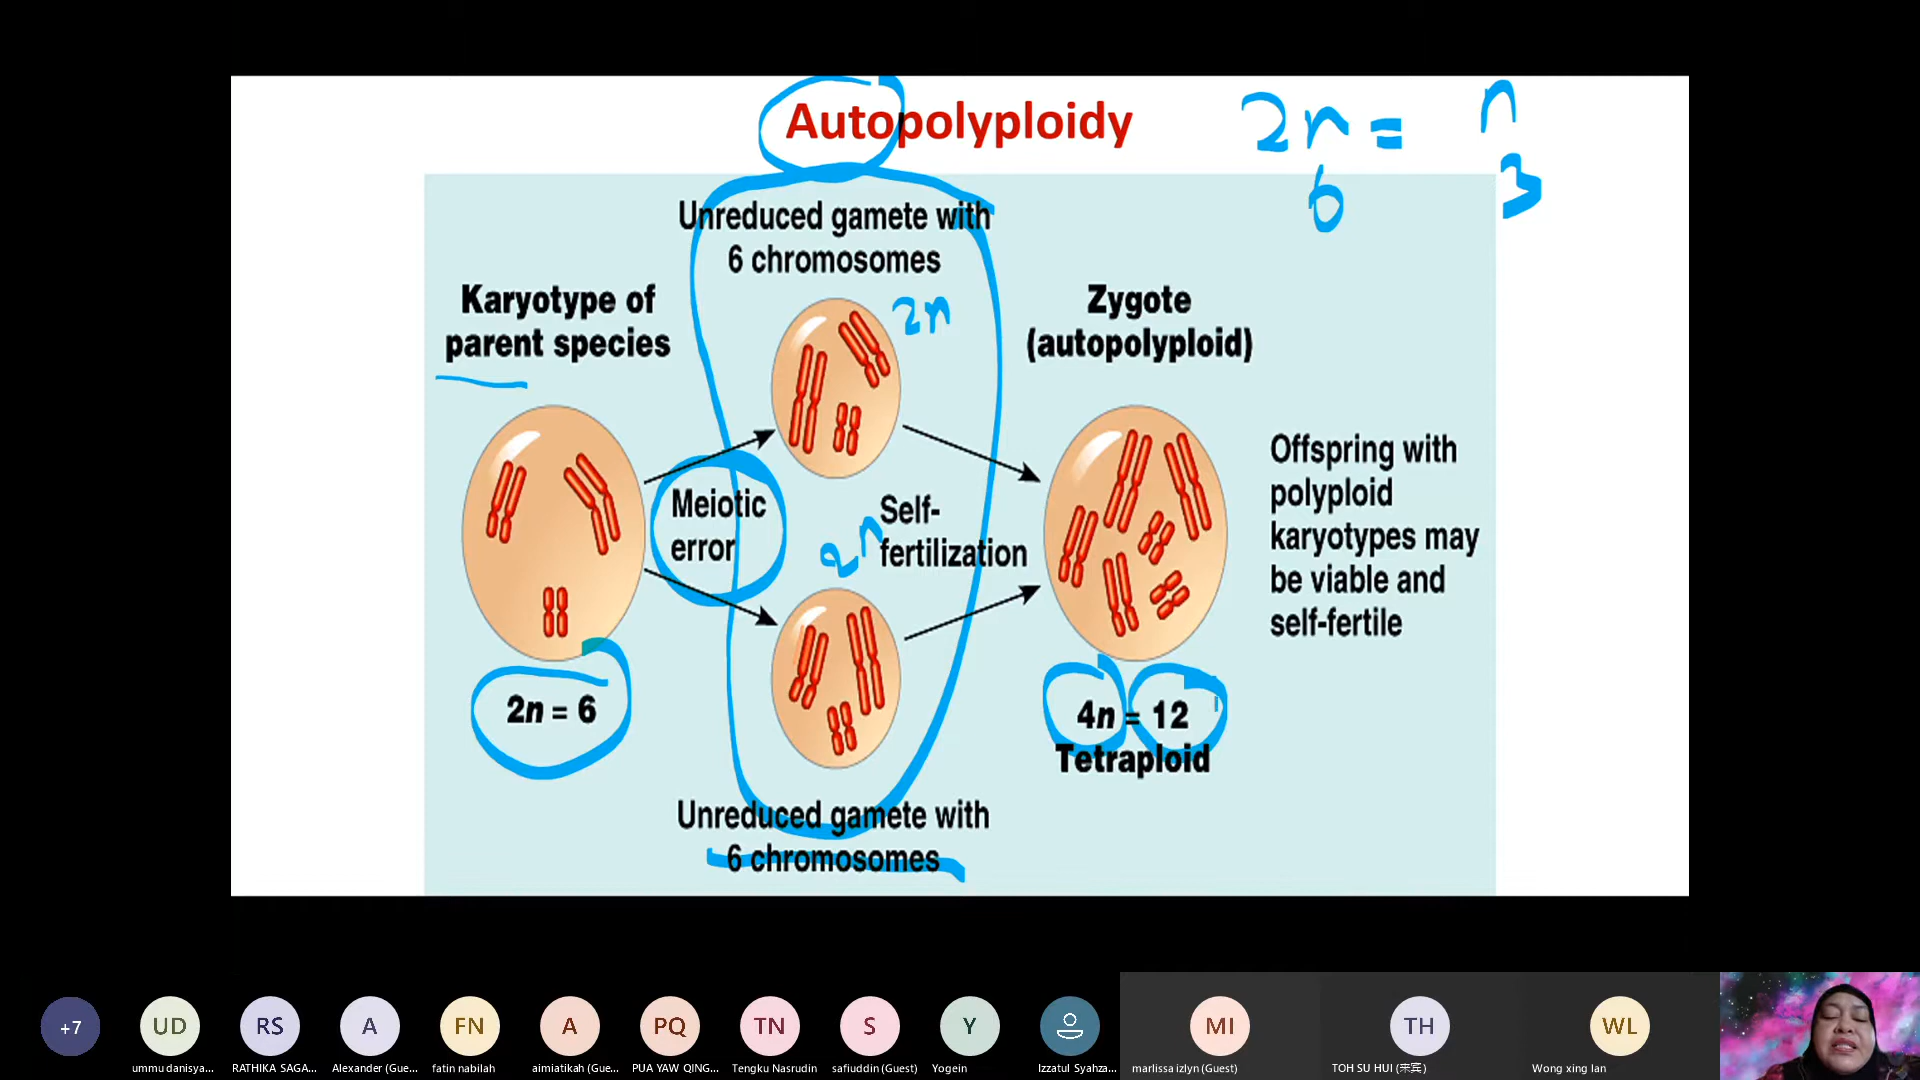 Autopolyploidy
2n = n
6 3
Unreduced gamete with
6 chromosomes
2n
Karyotype of
parent species
Zygote
(autopolyploid)
Meiotic
error
Self-
fertilization
2n
Offspring with
polyploid
karyotypes may
be viable and
self-fertile
2n = 6
4n = 12
Tetraploid
Unreduced gamete with
6 chromosomes
+7
UD
RS
A
FN
A
PQ
TN
S
Y
MI
TH
WL
ummu danisya...
RATHIKA SAGA...
Alexander (Gue...
fatin nabilah
aimiatikah (Gue...
PUA YAW QING...
Tengku Nasrudin
safiuddin (Guest)
Yogein
Izzatul Syahza...
marlissa izlyn (Guest)
TOH SU HUI
Wong xing lan